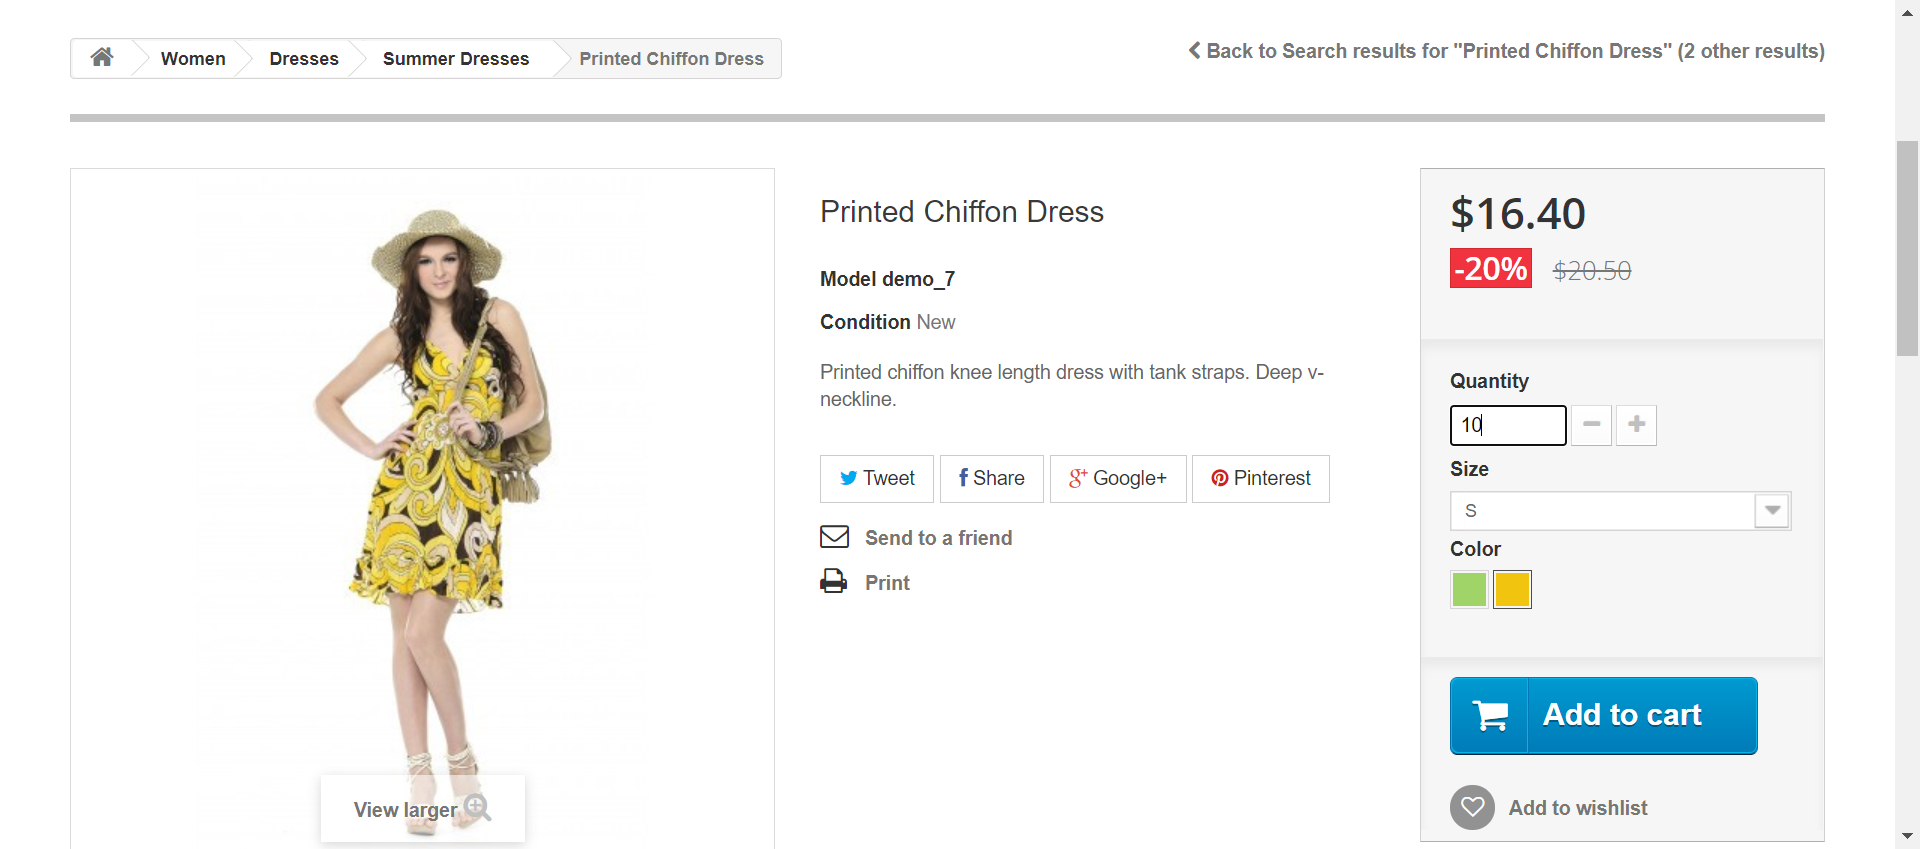 Women
Dresses
Summer Dresses
Printed Chiffon Dress
Back to Search results for "Printed Chiffon Dress" (2 other results)
View larger
Printed Chiffon Dress
Model demo_7
Condition New
Printed chiffon knee length dress with tank straps. Deep v-
neckline.
Tweet
Share
Google+
Pinterest
Send to a friend
Print
$16.40
-20% $20.50
Quantity
10
Size
S
Color
Add to cart
Add to wishlist